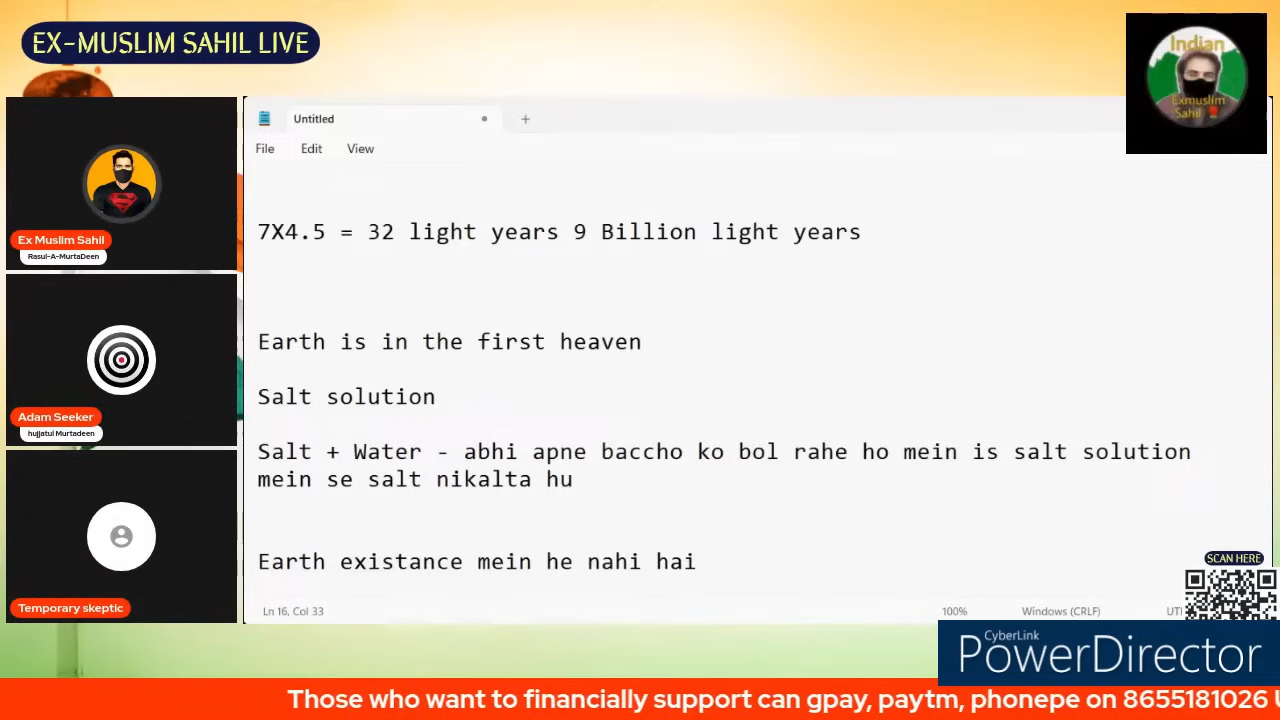 EX-MUSLIM SAHIL LIVE
Indian
Exmuslim
Sahil
Untitled
File Edit View
7X4.5 = 32 light years 9 Billion light years
Ex Muslim Sahil
Rasul-A-MurtaDeen
Earth is in the first heaven
Salt solution
Adam Seeker
hujjatul Murtadeen
Salt + Water - abhi apne baccho ko bol rahe ho mein is salt solution
mein se salt nikalta hu
Earth existance mein he nahi hai
Temporary skeptic
SCAN HERE
Ln 16, Col 33 100% Windows (CRLF)
CyberLink
PowerDirector
Those who want to financially support can gpay, paytm, phonepe on 8655181026